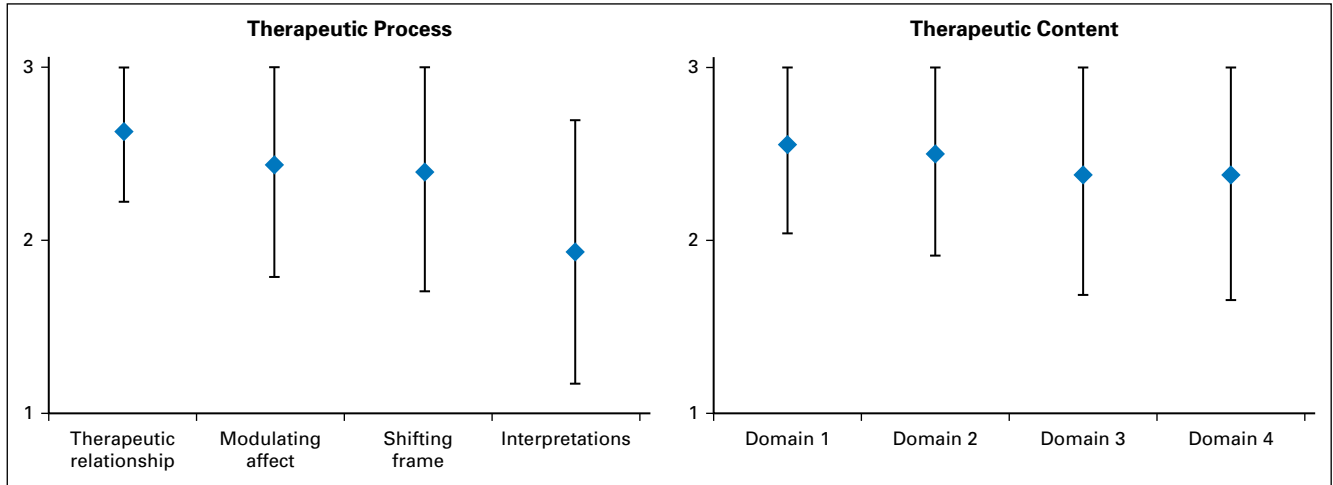 Therapeutic Process
3
2
1
Therapeutic
relationship
Modulating
affect
Shifting
frame
Interpretations
Therapeutic Content
3
2
1
Domain 1
Domain 2
Domain 3
Domain 4